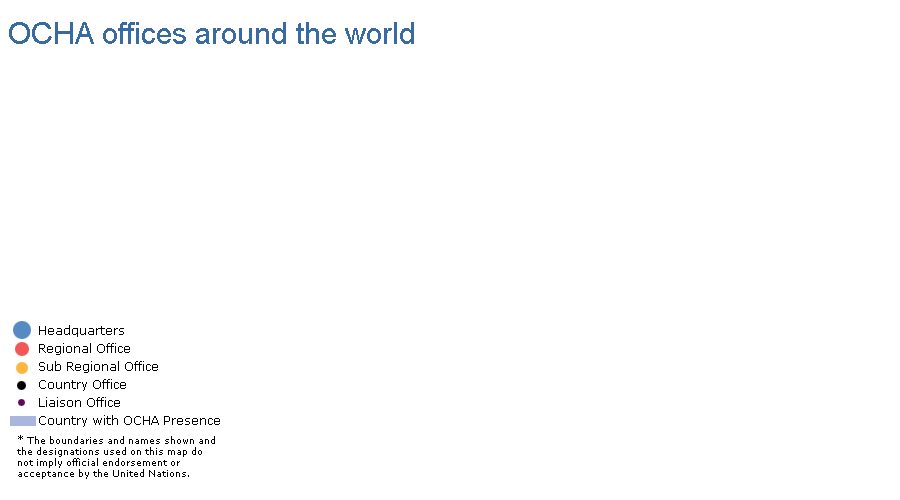 OCHA offices around the world
Headquarters
Regional Office
Sub Regional Office
Country Office
Liaison Office
Country with OCHA Presence
* The boundaries and names shown and
the designations used on this map do
not imply official endorsement or
acceptance by the United Nations.